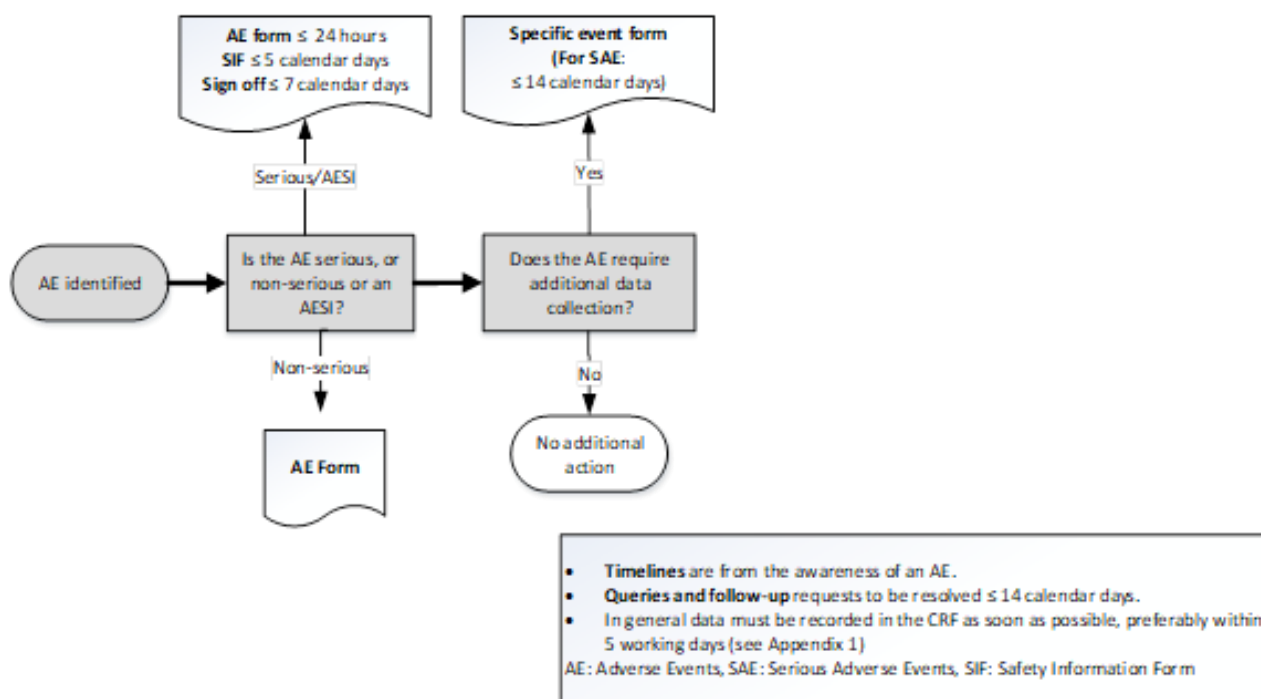 AE form ≤ 24 hours
SIF ≤ 5 calendar days
Sign off ≤ 7 calendar days
Specific event form
(For SAE:
≤ 14 calendar days)
Serious/AESI
Yes
AE identified
Is the AE serious, or
non-serious or an
AESI?
Does the AE require
additional data
collection?
Non-serious
No
AE Form
No additional
action
• Timelines are from the awareness of an AE.
• Queries and follow-up requests to be resolved ≤ 14 calendar days.
• In general data must be recorded in the CRF as soon as possible, preferably within
5 working days (see Appendix 1)
AE: Adverse Events, SAE: Serious Adverse Events, SIF: Safety Information Form